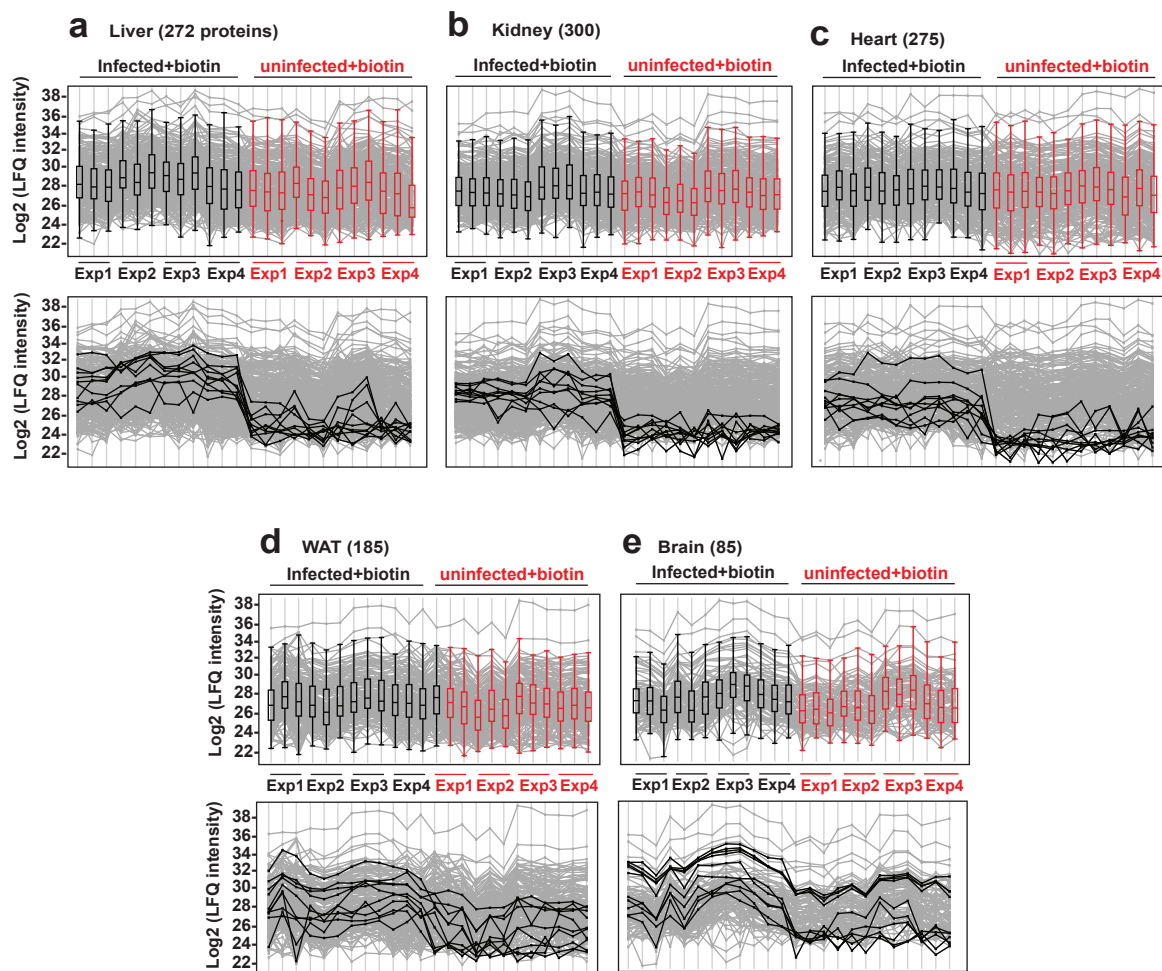 a Liver (272 proteins)
Infected+biotin uninfected+biotin
Log2 (LFQ intensity)
38
36
34
32
30
28
26
24
22
Exp1 Exp2 Exp3 Exp4 Exp1 Exp2 Exp3 Exp4
Log2 (LFQ intensity)
38
36
34
32
30
28
26
24
22
b Kidney (300)
Infected+biotin uninfected+biotin
Exp1 Exp2 Exp3 Exp4 Exp1 Exp2 Exp3 Exp4
c Heart (275)
Infected+biotin uninfected+biotin
Exp1 Exp2 Exp3 Exp4 Exp1 Exp2 Exp3 Exp4
d WAT (185)
Infected+biotin uninfected+biotin
Log2 (LFQ intensity)
38
36
34
32
30
28
26
24
22
Exp1 Exp2 Exp3 Exp4 Exp1 Exp2 Exp3 Exp4
Log2 (LFQ intensity)
38
36
34
32
30
28
26
24
22
e Brain (85)
Infected+biotin uninfected+biotin
Exp1 Exp2 Exp3 Exp4 Exp1 Exp2 Exp3 Exp4